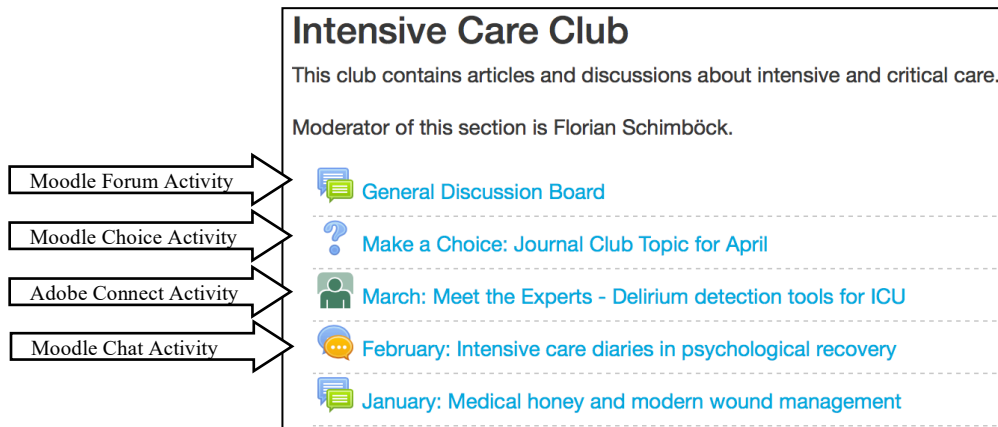 Intensive Care Club
This club contains articles and discussions about intensive and critical care.
Moderator of this section is Florian Schimböck.
Moodle Forum Activity
General Discussion Board
Moodle Choice Activity
Make a Choice: Journal Club Topic for April
Adobe Connect Activity
March: Meet the Experts - Delirium detection tools for ICU
Moodle Chat Activity
February: Intensive care diaries in psychological recovery
January: Medical honey and modern wound management